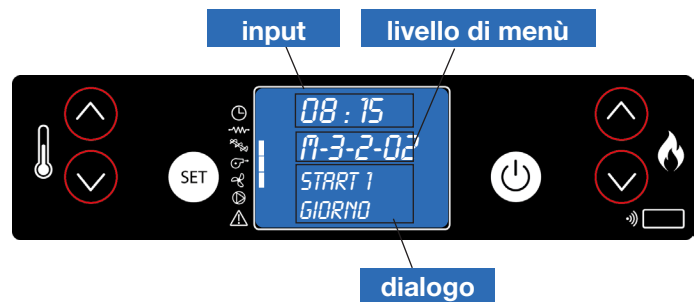 input livello di menù
08 : 15
M-3-2-02
SET
START 1
GIORNO
dialogo